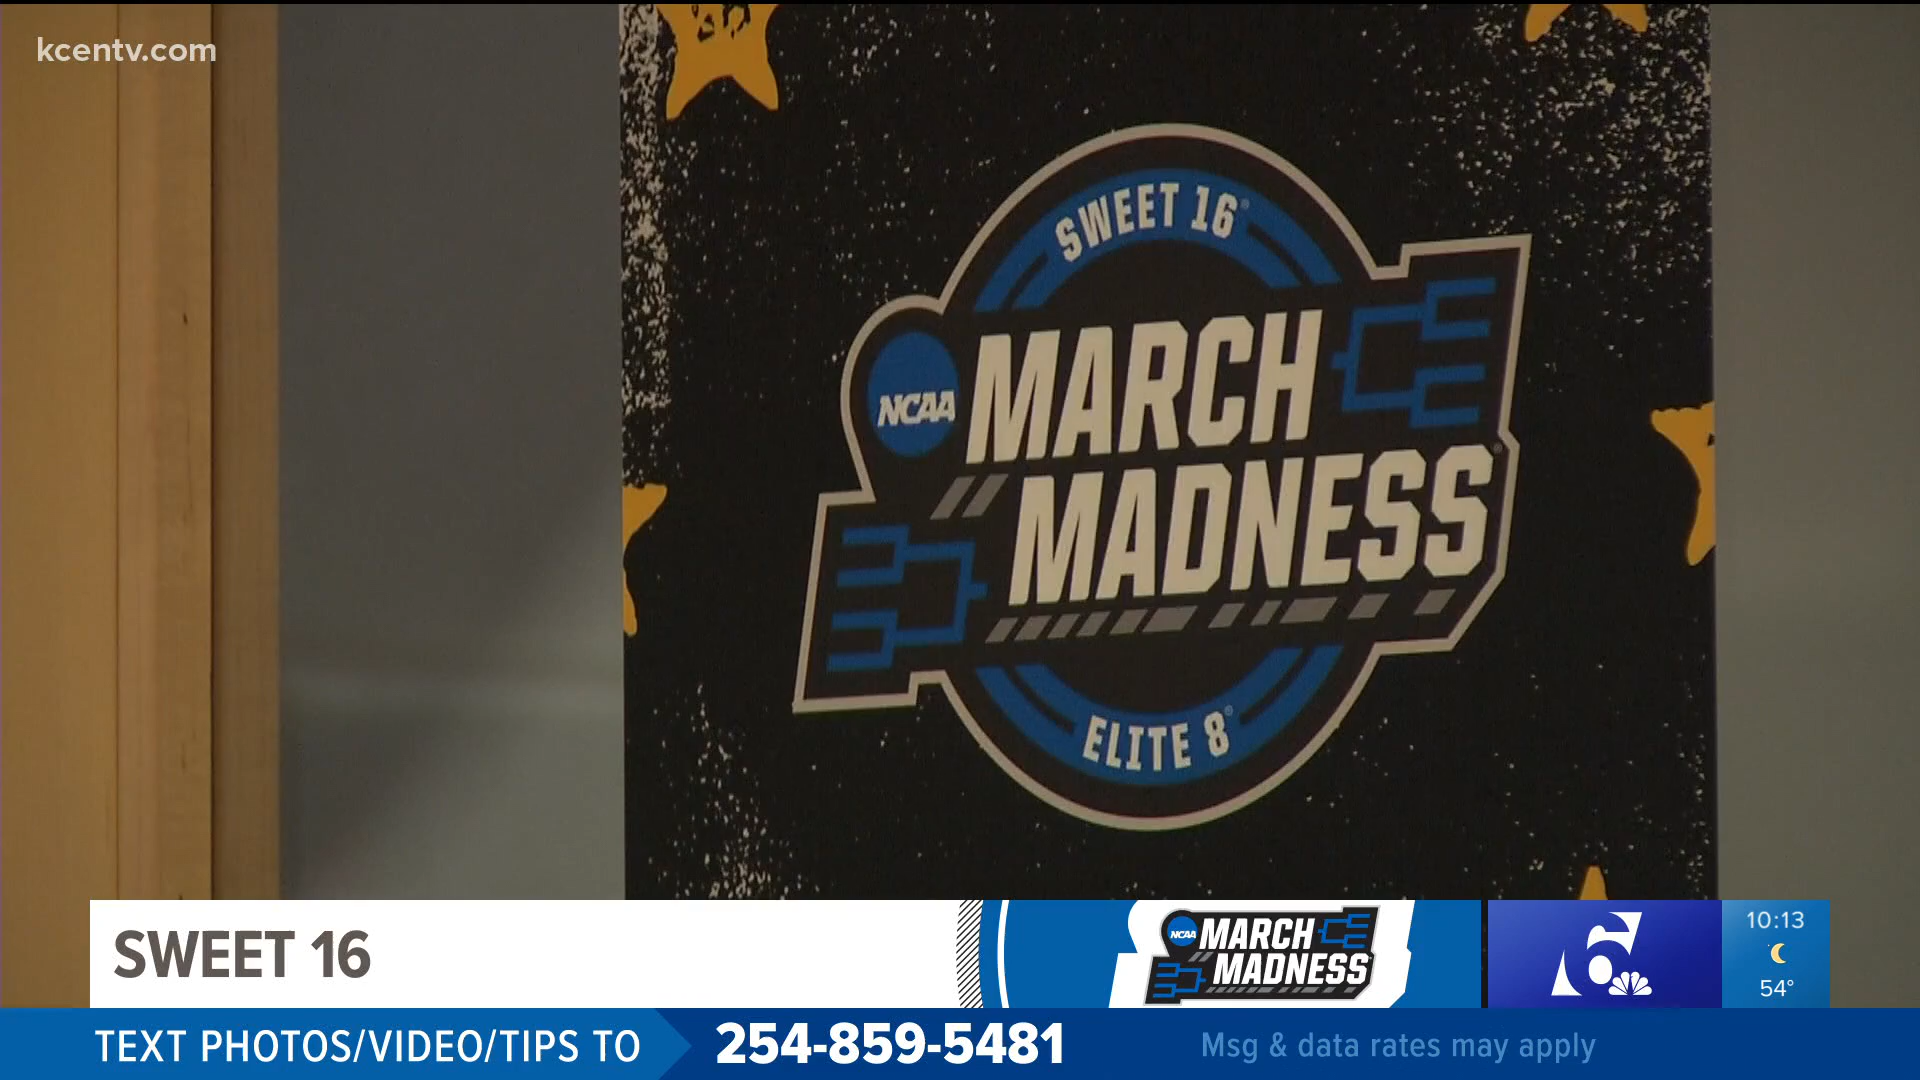 kcentv.com
SWEET 16®
NCAA
MARCH
MADNESS®
ELITE 8®
SWEET 16
NCAA
MARCH
MADNESS
6
10:13
54°
TEXT PHOTOS/VIDEO/TIPS TO
254-859-5481
Msg & data rates may apply